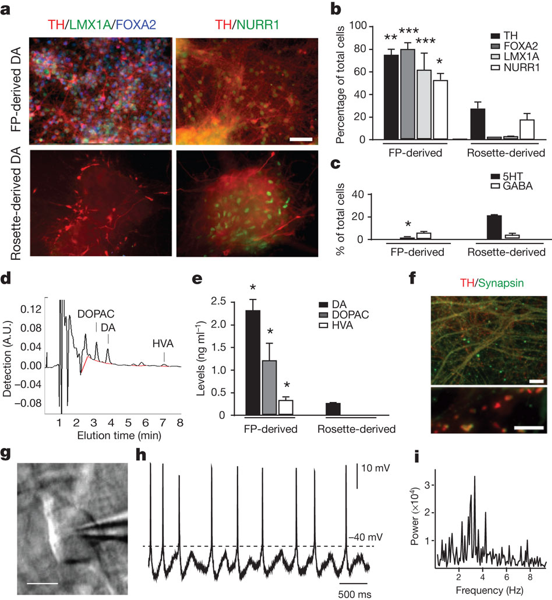 a
TH/LMX1A/FOXA2
TH/NURR1
FP-derived DA
Rosette-derived DA
b
Percentage of total cells
100
80
60
40
20
0
**
***
***
*
TH
FOXA2
LMX1A
NURR1
FP-derived
Rosette-derived
c
% of total cells
40
20
0
*
5HT
GABA
FP-derived
Rosette-derived
d
Detection (A.U.)
0.12
0.08
0.04
0.00
−0.04
−0.08
DOPAC
DA
HVA
1 2 3 4 5 6 7 8
Elution time (min)
e
Levels (ng ml−1)
3.0
2.5
2.0
1.5
1.0
0.5
0
*
*
*
DA
DOPAC
HVA
FP-derived
Rosette-derived
f
TH/Synapsin
g
h
10 mV
−40 mV
500 ms
i
Power (×10⁴)
3
2
1
2 4 6 8
Frequency (Hz)